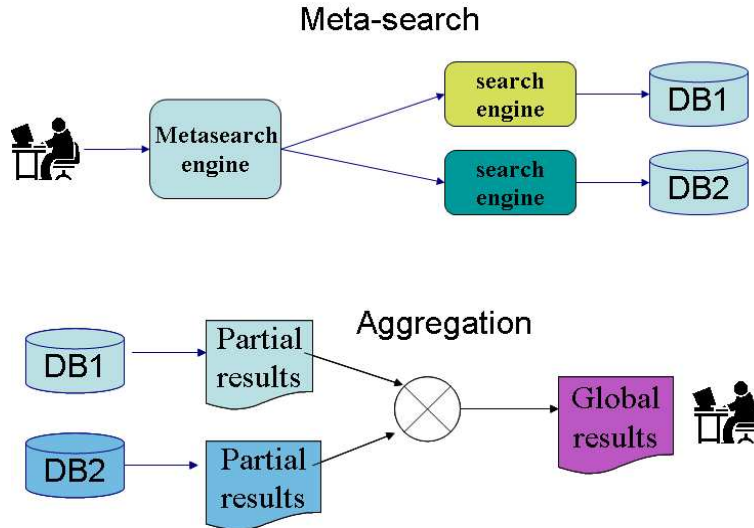 Meta-search
search
engine
DB1
Metasearch
engine
search
engine
DB2
Aggregation
DB1
Partial
results
Global
results
DB2
Partial
results